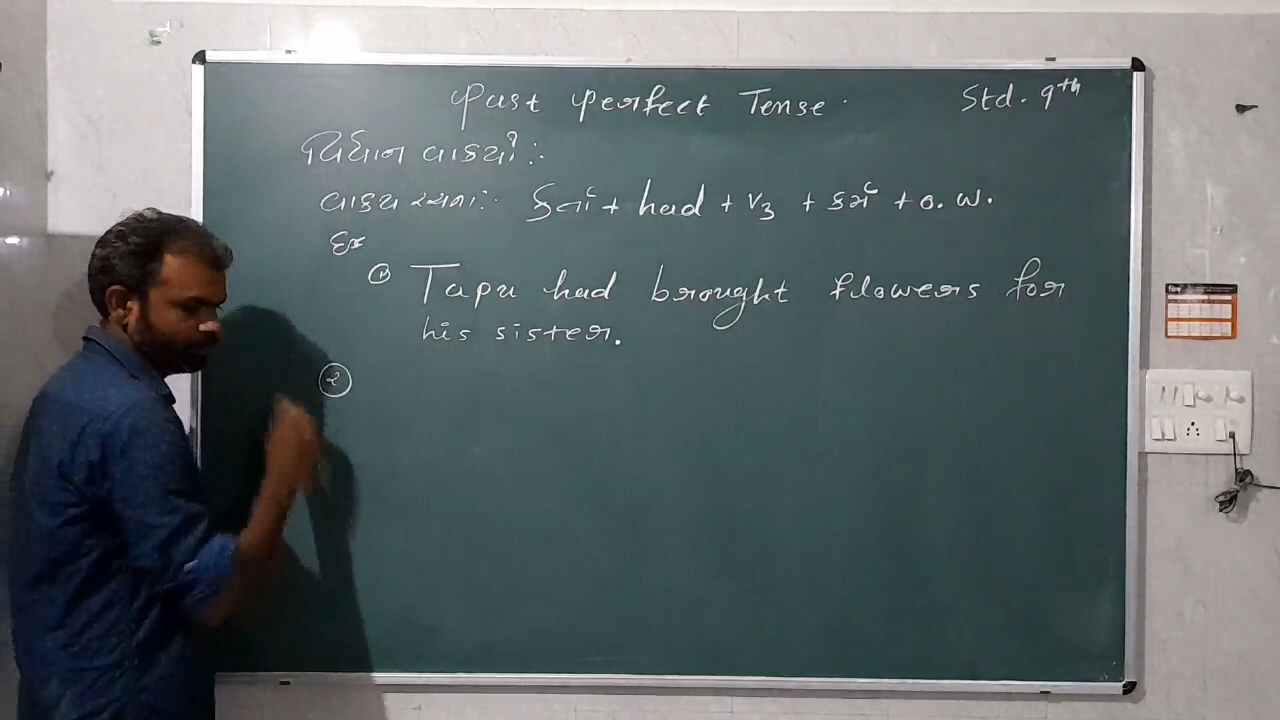 Past Perfect Tense.
Std. 9th
વિધાન વાક્યો :-
વાક્ય રચના :- કર્તા + had + V3 + કર્મ + o. w.
Ex
① Tapu had brought flowers for
his sister.
②